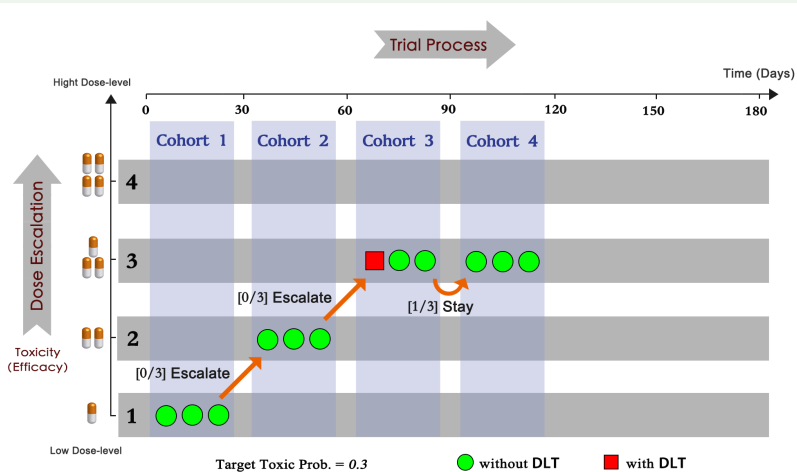 Trial Process
Hight Dose-level
Time (Days)
0 30 60 90 120 150 180
Cohort 1 Cohort 2 Cohort 3 Cohort 4
4
Dose Escalation
3
[0/3] Escalate
[1/3] Stay
2
Toxicity
(Efficacy)
[0/3] Escalate
1
Low Dose-level
Target Toxic Prob. = 0.3
without DLT
with DLT